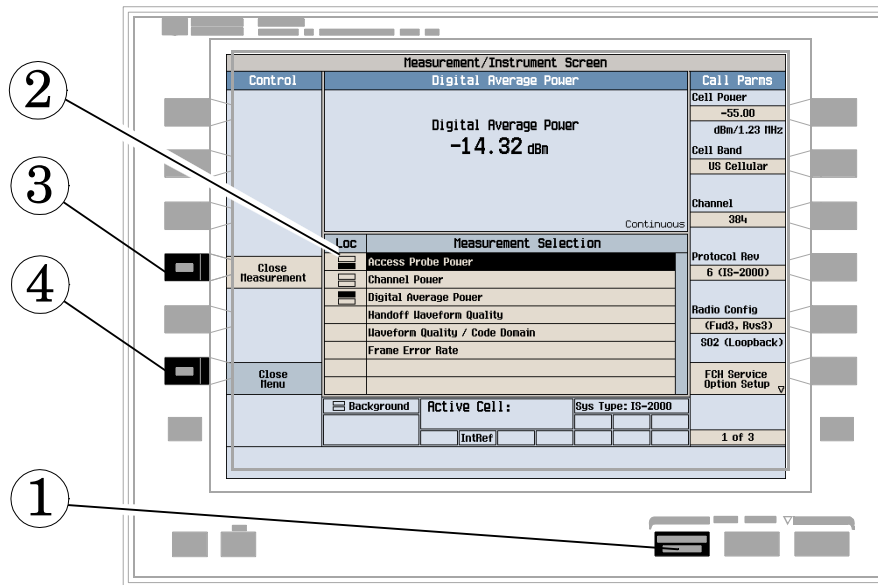 Measurement/Instrument Screen
Control
Digital Average Power
Call Parms
Digital Average Power
-14.32 dBm
Continuous
Cell Power
-55.00
dBm/1.23 MHz
Cell Band
US Cellular
Channel
384
Protocol Rev
6 (IS-2000)
Radio Config
(Fwd3, Rvs3)
SO2 (Loopback)
FCH Service
Option Setup
1 of 3
Loc
Measurement Selection
Access Probe Power
Channel Power
Digital Average Power
Handoff Waveform Quality
Waveform Quality / Code Domain
Frame Error Rate
Close
Measurement
Close
Menu
Background
Active Cell:
Sys Type: IS-2000
IntRef
2
3
4
1